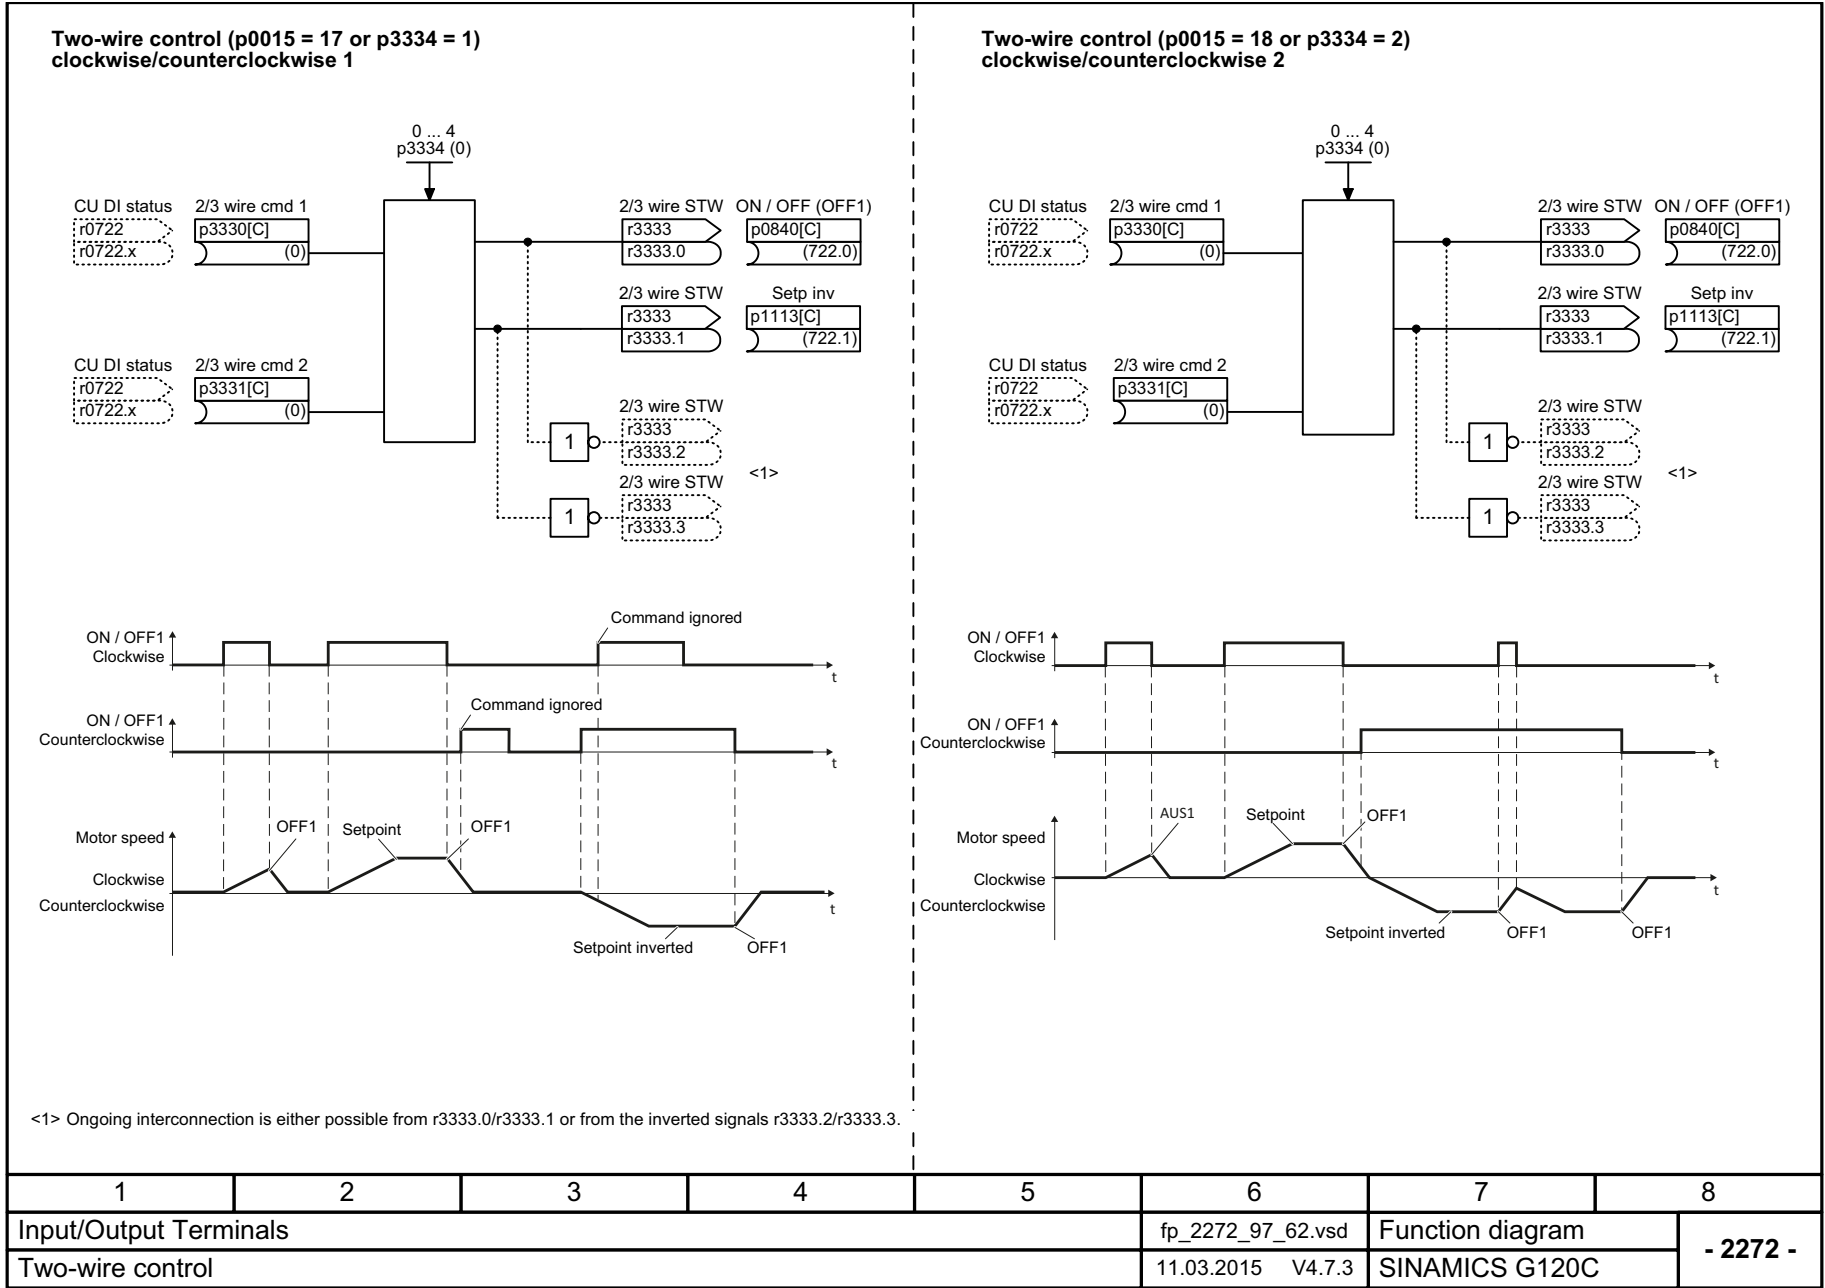 Two-wire control (p0015 = 17 or p3334 = 1)
clockwise/counterclockwise 1
0 ... 4
p3334 (0)
CU DI status
r0722
r0722.x
2/3 wire cmd 1
p3330[C]
(0)
2/3 wire STW
r3333
r3333.0
ON / OFF (OFF1)
p0840[C]
(722.0)
2/3 wire STW
r3333
r3333.1
Setp inv
p1113[C]
(722.1)
CU DI status
r0722
r0722.x
2/3 wire cmd 2
p3331[C]
(0)
1
2/3 wire STW
r3333
r3333.2
<1>
1
2/3 wire STW
r3333
r3333.3
Command ignored
ON / OFF1
Clockwise
t
Command ignored
ON / OFF1
Counterclockwise
t
OFF1
Setpoint
OFF1
Motor speed
Clockwise
Counterclockwise
t
Setpoint inverted
OFF1
<1> Ongoing interconnection is either possible from r3333.0/r3333.1 or from the inverted signals r3333.2/r3333.3.
Two-wire control (p0015 = 18 or p3334 = 2)
clockwise/counterclockwise 2
0 ... 4
p3334 (0)
CU DI status
r0722
r0722.x
2/3 wire cmd 1
p3330[C]
(0)
2/3 wire STW
r3333
r3333.0
ON / OFF (OFF1)
p0840[C]
(722.0)
2/3 wire STW
r3333
r3333.1
Setp inv
p1113[C]
(722.1)
CU DI status
r0722
r0722.x
2/3 wire cmd 2
p3331[C]
(0)
1
2/3 wire STW
r3333
r3333.2
<1>
1
2/3 wire STW
r3333
r3333.3
ON / OFF1
Clockwise
t
ON / OFF1
Counterclockwise
t
AUS1
Setpoint
OFF1
Motor speed
Clockwise
Counterclockwise
t
Setpoint inverted
OFF1
OFF1
1 2 3 4 5 6 7 8
Input/Output Terminals
fp_2272_97_62.vsd
Function diagram
- 2272 -
Two-wire control
11.03.2015 V4.7.3
SINAMICS G120C